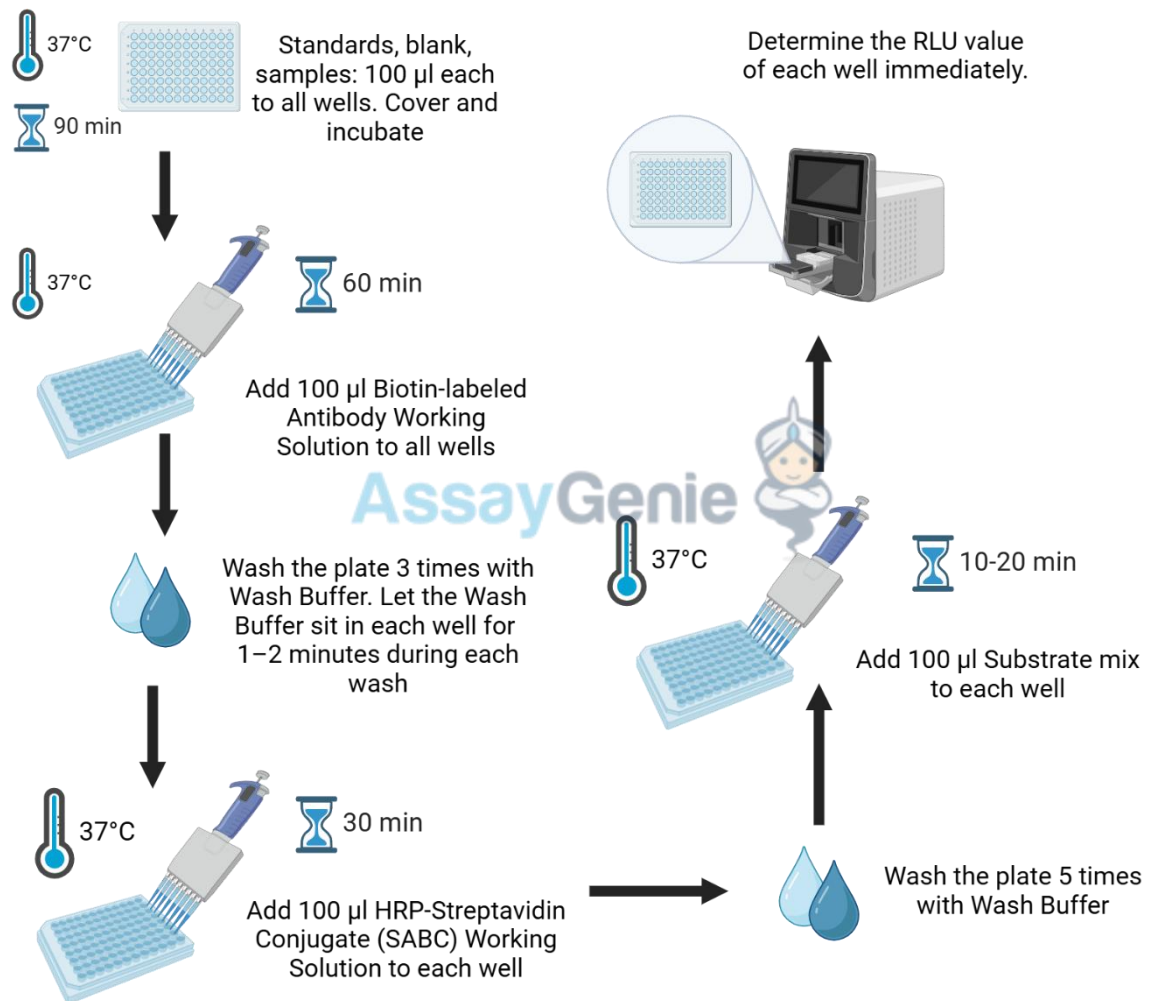 37°C
90 min
Standards, blank,
samples: 100 µl each
to all wells. Cover and
incubate
37°C
60 min
Add 100 µl Biotin-labeled
Antibody Working
Solution to all wells
Wash the plate 3 times with
Wash Buffer. Let the Wash
Buffer sit in each well for
1–2 minutes during each
wash
37°C
30 min
Add 100 µl HRP-Streptavidin
Conjugate (SABC) Working
Solution to each well
Wash the plate 5 times
with Wash Buffer
37°C
10-20 min
Add 100 µl Substrate mix
to each well
Determine the RLU value
of each well immediately.
AssayGenie